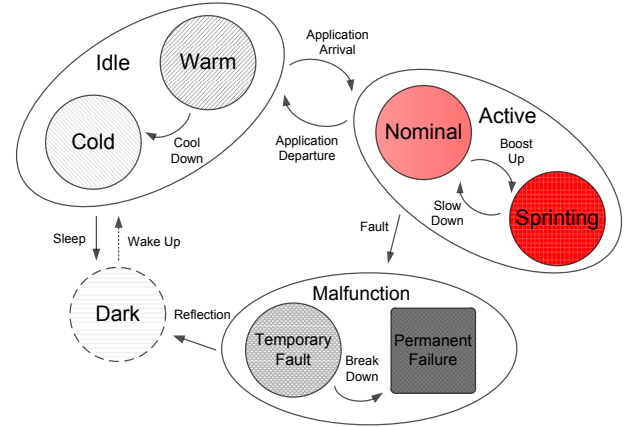 Idle
Warm
Cold
Cool
Down
Application
Arrival
Application
Departure
Nominal
Active
Boost
Up
Slow
Down
Sprinting
Sleep
Wake Up
Fault
Dark
Reflection
Malfunction
Temporary
Fault
Break
Down
Permanent
Failure